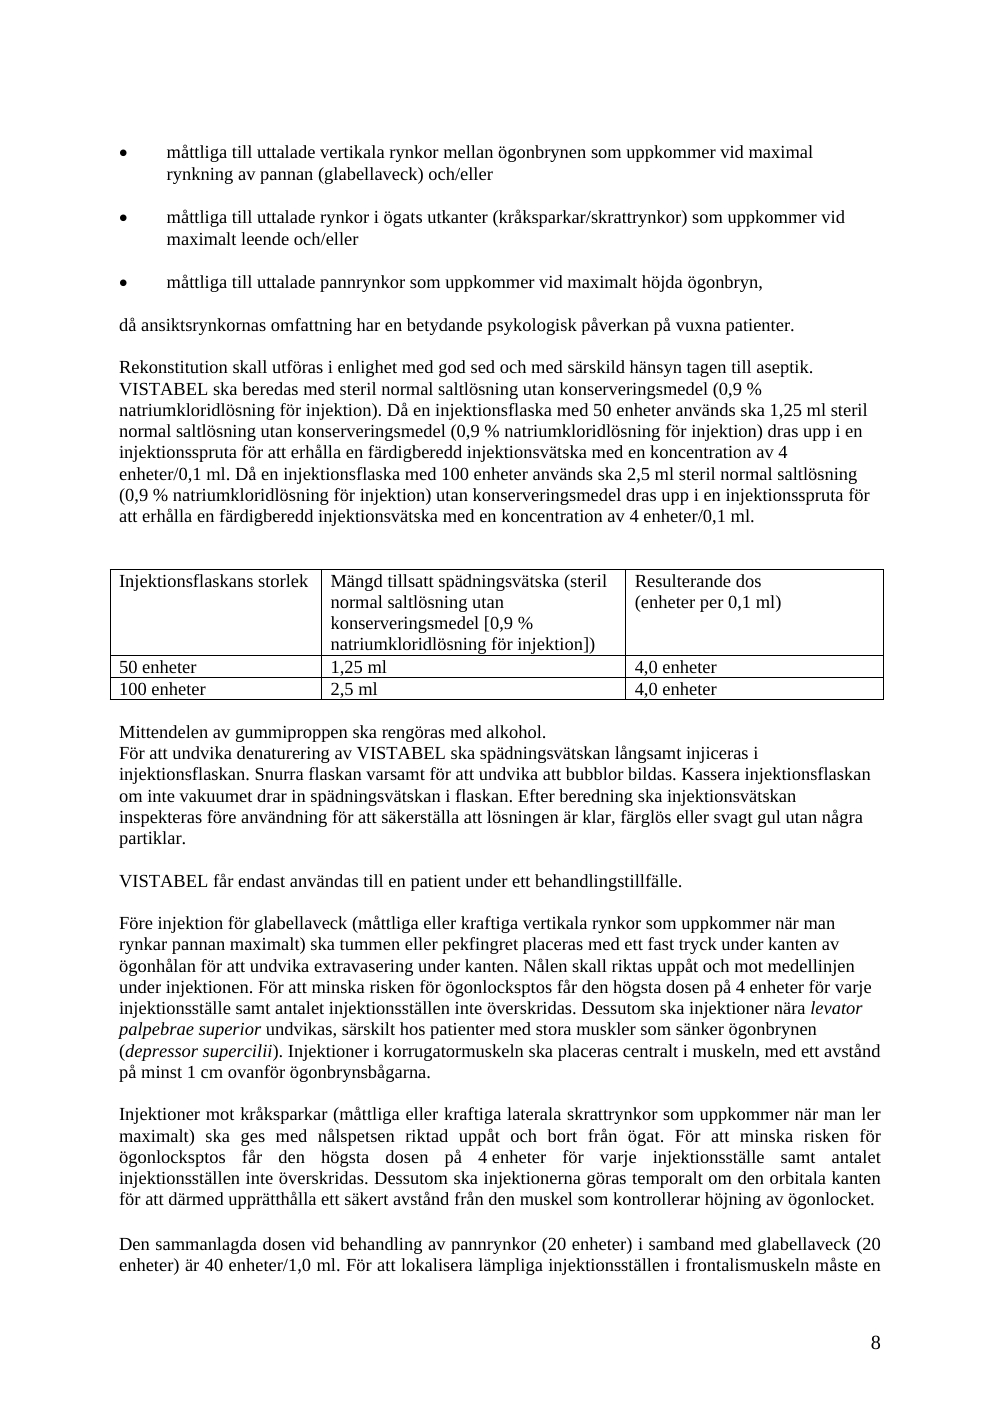 • måttliga till uttalade vertikala rynkor mellan ögonbrynen som uppkommer vid maximal
rynkning av pannan (glabellaveck) och/eller
• måttliga till uttalade rynkor i ögats utkanter (kråksparkar/skrattrynkor) som uppkommer vid
maximalt leende och/eller
• måttliga till uttalade pannrynkor som uppkommer vid maximalt höjda ögonbryn,
då ansiktsrynkornas omfattning har en betydande psykologisk påverkan på vuxna patienter.
Rekonstitution skall utföras i enlighet med god sed och med särskild hänsyn tagen till aseptik.
VISTABEL ska beredas med steril normal saltlösning utan konserveringsmedel (0,9 %
natriumkloridlösning för injektion). Då en injektionsflaska med 50 enheter används ska 1,25 ml steril
normal saltlösning utan konserveringsmedel (0,9 % natriumkloridlösning för injektion) dras upp i en
injektionsspruta för att erhålla en färdigberedd injektionsvätska med en koncentration av 4
enheter/0,1 ml. Då en injektionsflaska med 100 enheter används ska 2,5 ml steril normal saltlösning
(0,9 % natriumkloridlösning för injektion) utan konserveringsmedel dras upp i en injektionsspruta för
att erhålla en färdigberedd injektionsvätska med en koncentration av 4 enheter/0,1 ml.
Injektionsflaskans storlek
Mängd tillsatt spädningsvätska (steril
normal saltlösning utan
konserveringsmedel [0,9 %
natriumkloridlösning för injektion])
Resulterande dos
(enheter per 0,1 ml)
50 enheter 1,25 ml 4,0 enheter
100 enheter 2,5 ml 4,0 enheter
Mittendelen av gummiproppen ska rengöras med alkohol.
För att undvika denaturering av VISTABEL ska spädningsvätskan långsamt injiceras i
injektionsflaskan. Snurra flaskan varsamt för att undvika att bubblor bildas. Kassera injektionsflaskan
om inte vakuumet drar in spädningsvätskan i flaskan. Efter beredning ska injektionsvätskan
inspekteras före användning för att säkerställa att lösningen är klar, färglös eller svagt gul utan några
partiklar.
VISTABEL får endast användas till en patient under ett behandlingstillfälle.
Före injektion för glabellaveck (måttliga eller kraftiga vertikala rynkor som uppkommer när man
rynkar pannan maximalt) ska tummen eller pekfingret placeras med ett fast tryck under kanten av
ögonhålan för att undvika extravasering under kanten. Nålen skall riktas uppåt och mot medellinjen
under injektionen. För att minska risken för ögonlocksptos får den högsta dosen på 4 enheter för varje
injektionsställe samt antalet injektionsställen inte överskridas. Dessutom ska injektioner nära levator
palpebrae superior undvikas, särskilt hos patienter med stora muskler som sänker ögonbrynen
(depressor supercilii). Injektioner i korrugatormuskeln ska placeras centralt i muskeln, med ett avstånd
på minst 1 cm ovanför ögonbrynsbågarna.
Injektioner mot kråksparkar (måttliga eller kraftiga laterala skrattrynkor som uppkommer när man ler
maximalt) ska ges med nålspetsen riktad uppåt och bort från ögat. För att minska risken för
ögonlocksptos får den högsta dosen på 4 enheter för varje injektionsställe samt antalet
injektionsställen inte överskridas. Dessutom ska injektionerna göras temporalt om den orbitala kanten
för att därmed upprätthålla ett säkert avstånd från den muskel som kontrollerar höjning av ögonlocket.
Den sammanlagda dosen vid behandling av pannrynkor (20 enheter) i samband med glabellaveck (20
enheter) är 40 enheter/1,0 ml. För att lokalisera lämpliga injektionsställen i frontalismuskeln måste en
8